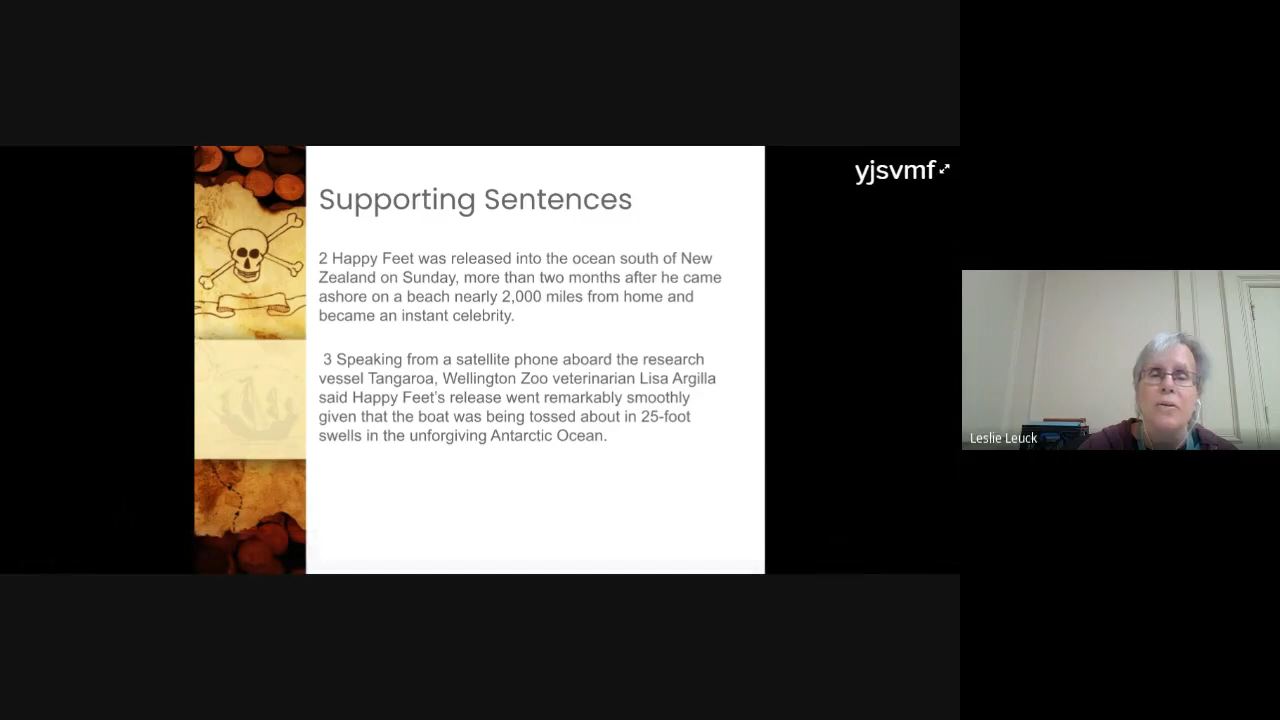 yjsvmf
Supporting Sentences
2 Happy Feet was released into the ocean south of New
Zealand on Sunday, more than two months after he came
ashore on a beach nearly 2,000 miles from home and
became an instant celebrity.
3 Speaking from a satellite phone aboard the research
vessel Tangaroa, Wellington Zoo veterinarian Lisa Argilla
said Happy Feet’s release went remarkably smoothly
given that the boat was being tossed about in 25-foot
swells in the unforgiving Antarctic Ocean.
Leslie Leuck